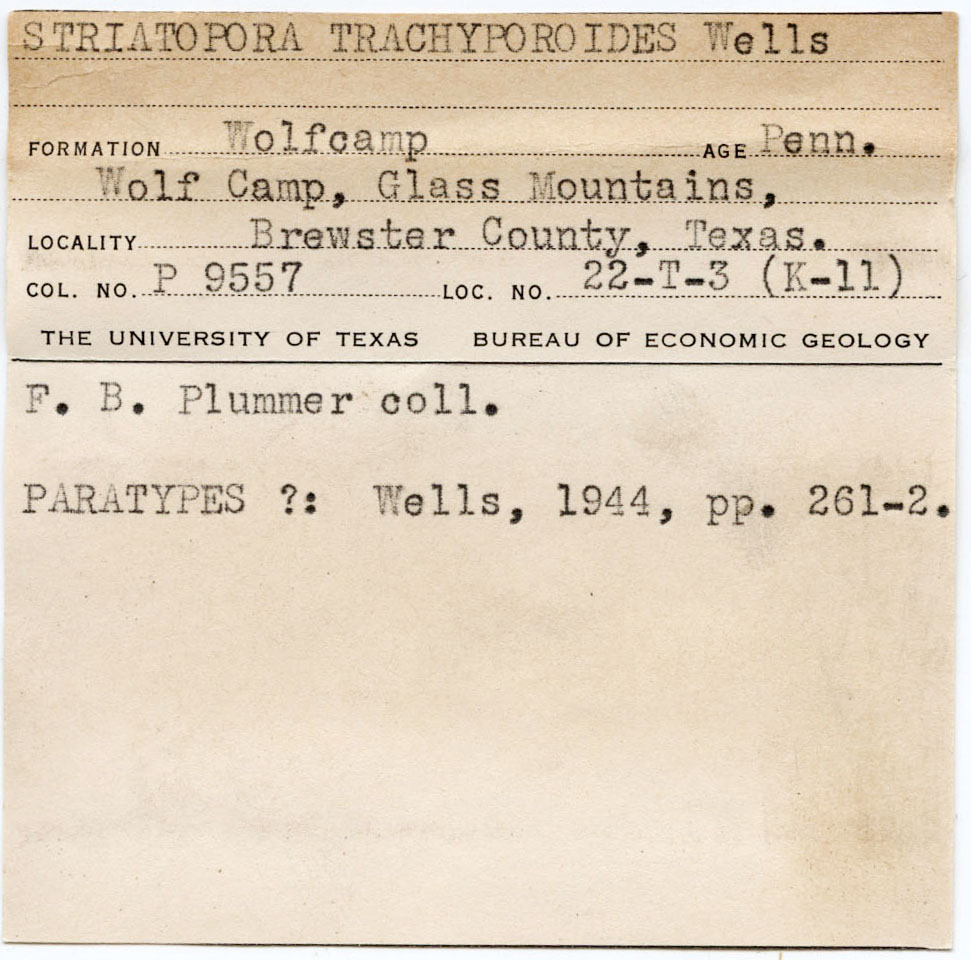 STRIATOPORA TRACHYPOROIDES Wells
FORMATION Wolfcamp AGE Penn.
Wolf Camp, Glass Mountains,
LOCALITY Brewster County, Texas.
COL. NO. P 9557 LOC. NO. 22-T-3 (K-11)
THE UNIVERSITY OF TEXAS BUREAU OF ECONOMIC GEOLOGY
F. B. Plummer coll.
PARATYPES ?: Wells, 1944, pp. 261-2.